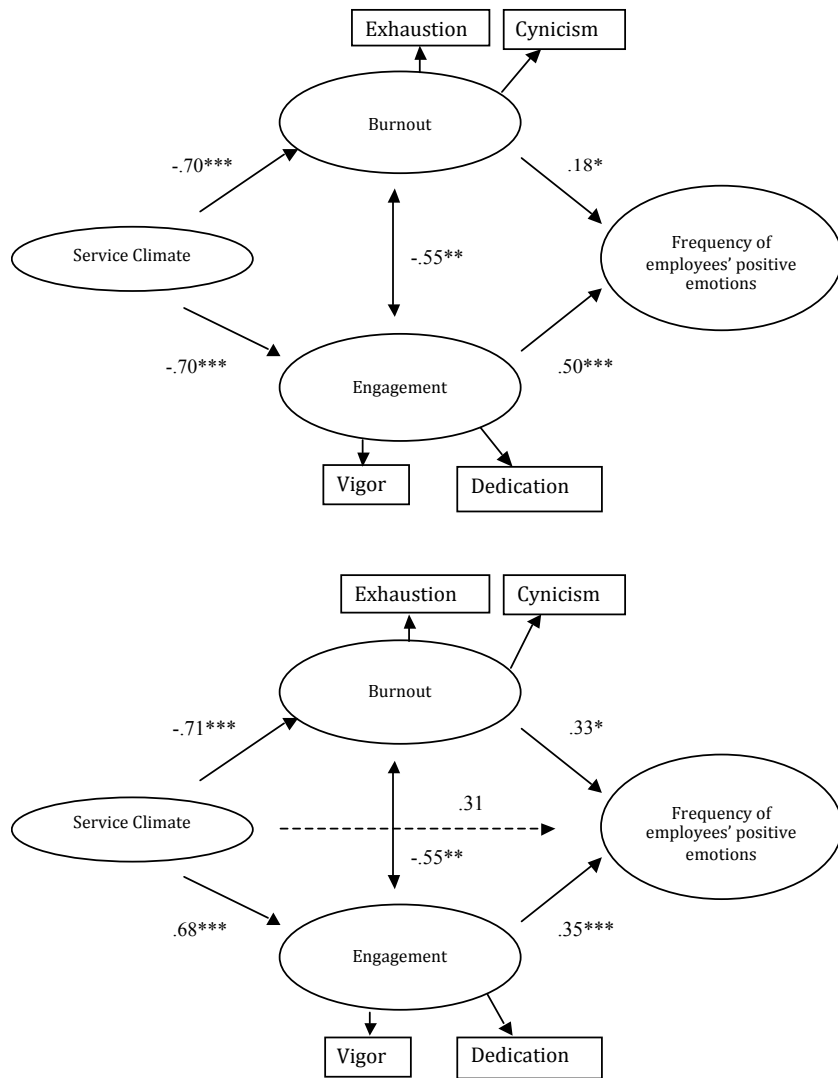 Exhaustion
Cynicism
Burnout
-.70***
.18*
Service Climate
-.55**
Frequency of
employees' positive
emotions
-.70***
.50***
Engagement
Vigor
Dedication
Exhaustion
Cynicism
Burnout
-.71***
.33*
.31
Service Climate
Frequency of
employees' positive
emotions
-.55**
.68***
.35***
Engagement
Vigor
Dedication